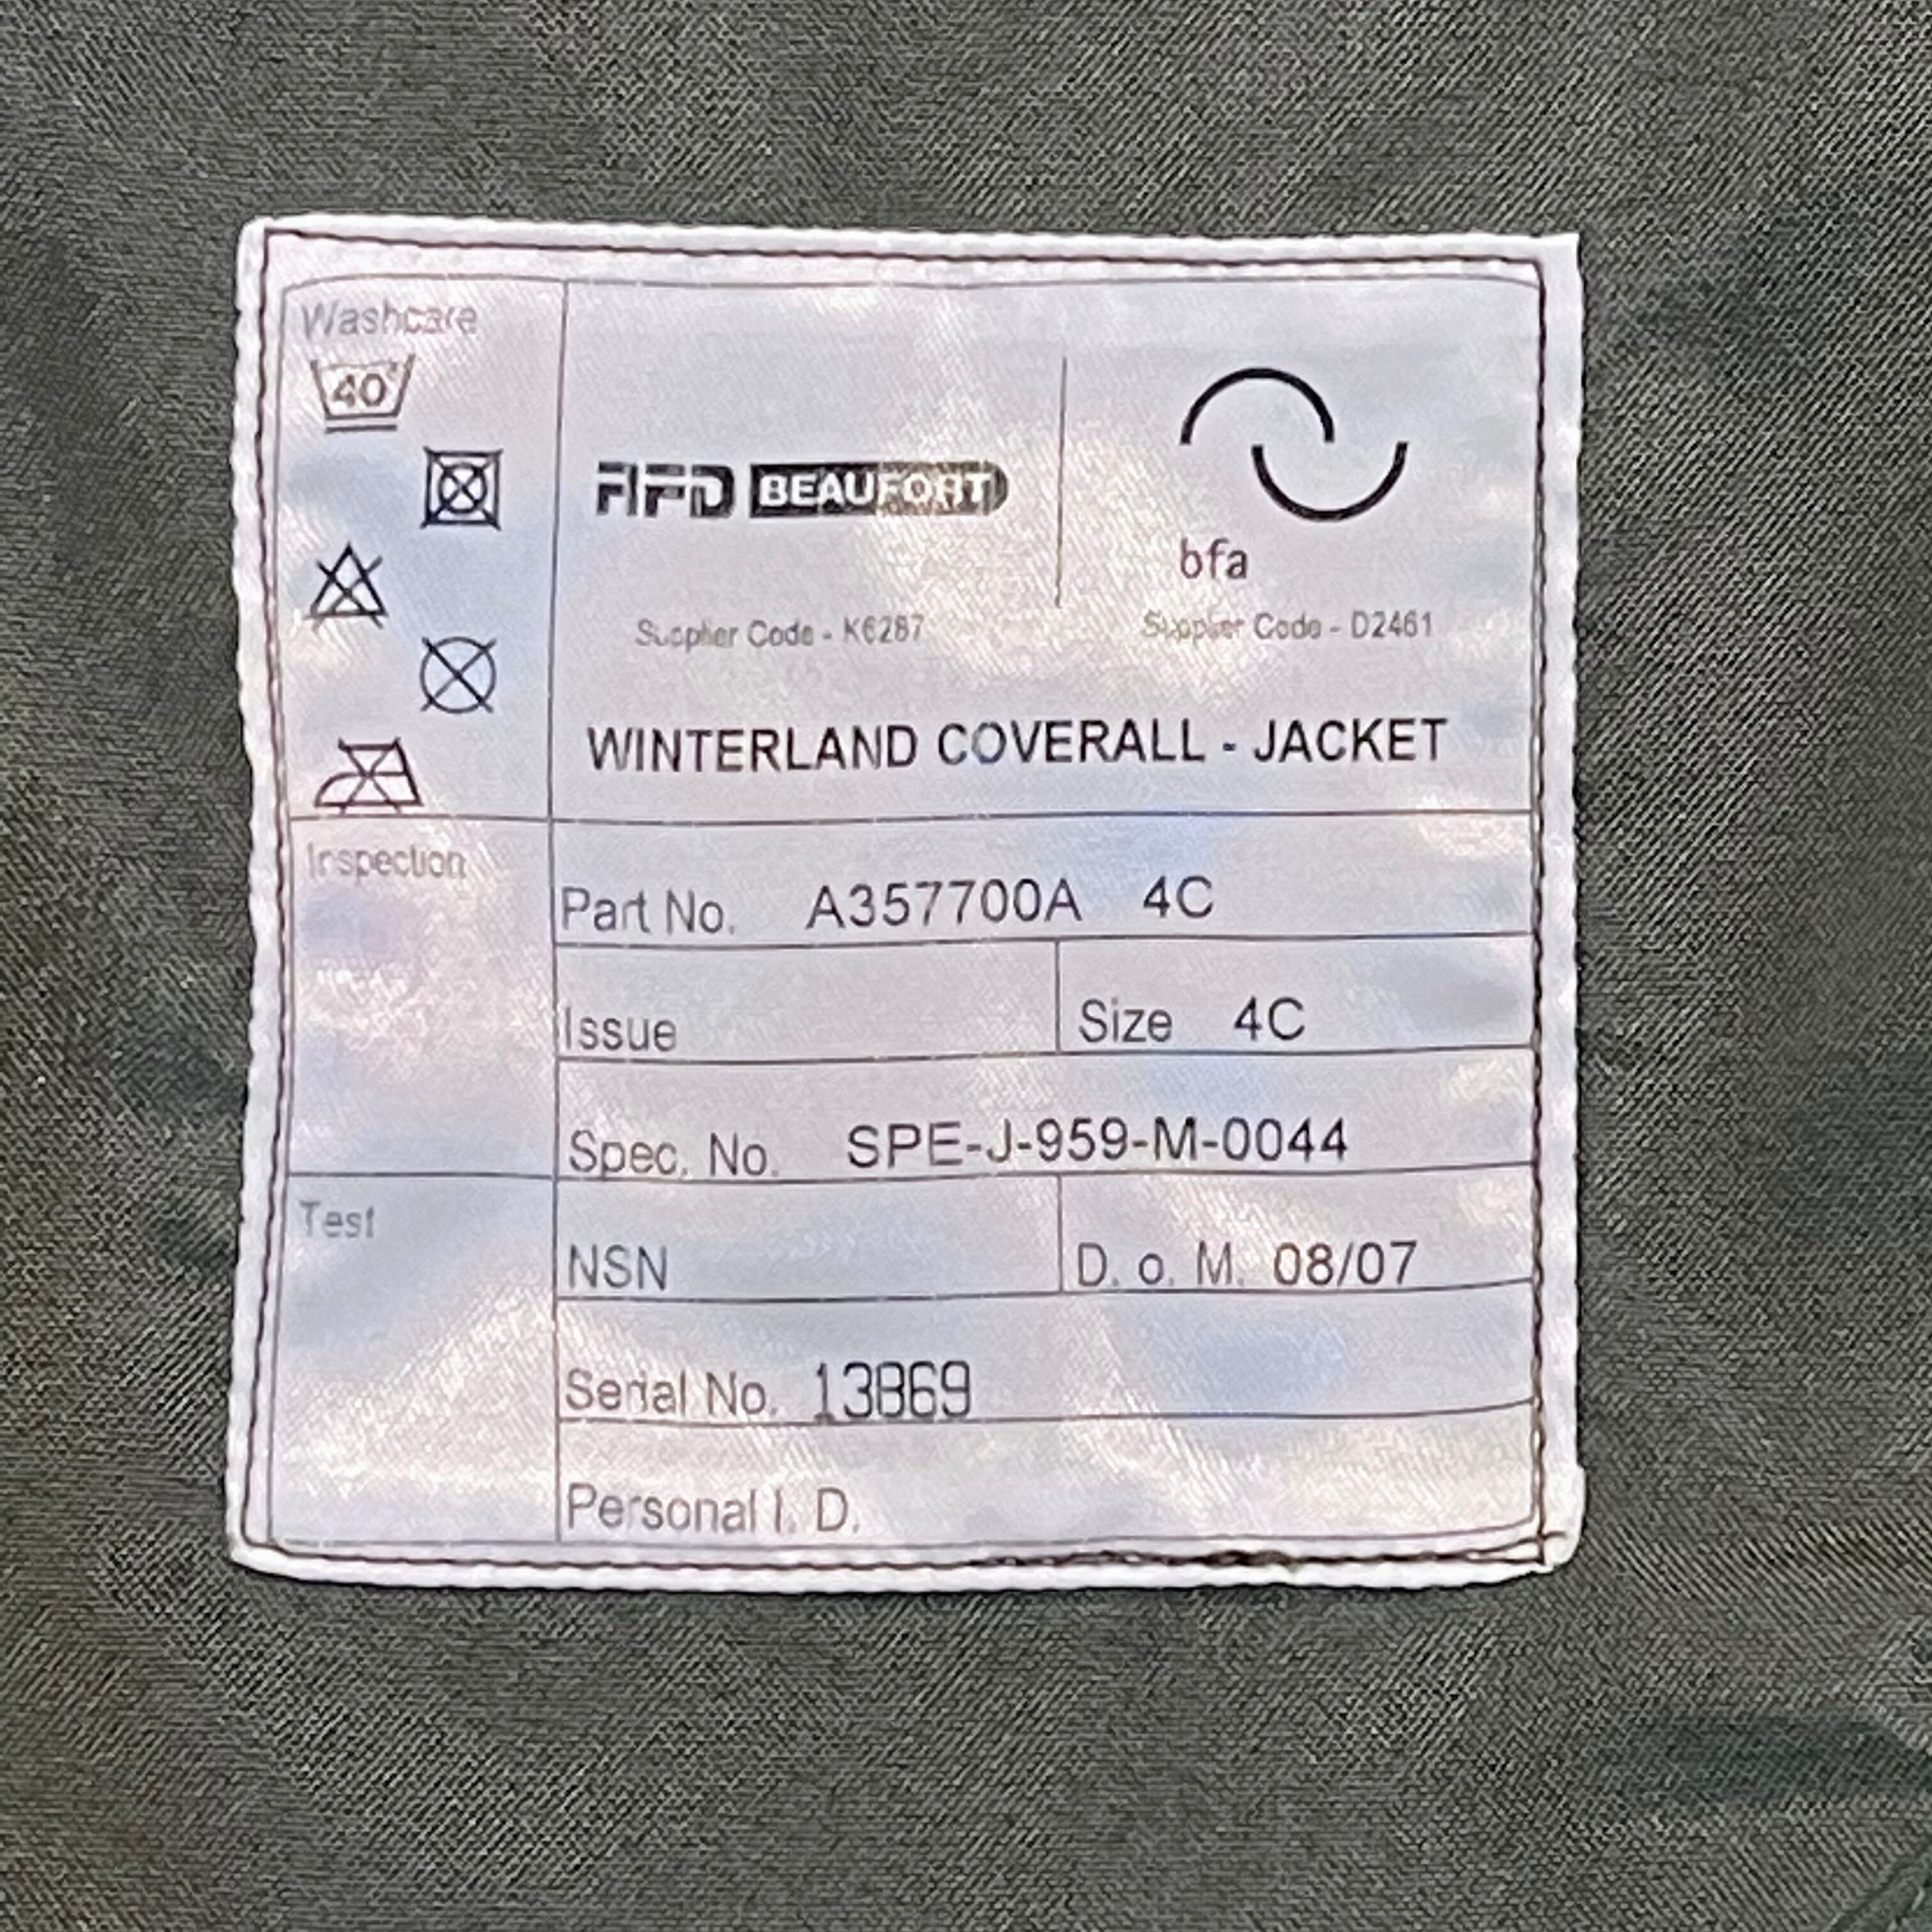 Washcare
40°
RFD BEAUFORT
bfa
Supplier Code - K6287
Supplier Code - D2461
WINTERLAND COVERALL - JACKET
Inspection
Part No. A357700A 4C
Issue
Size 4C
Spec. No. SPE-J-959-M-0044
Test
NSN
D. o. M. 08/07
Serial No. 13869
Personal I. D.